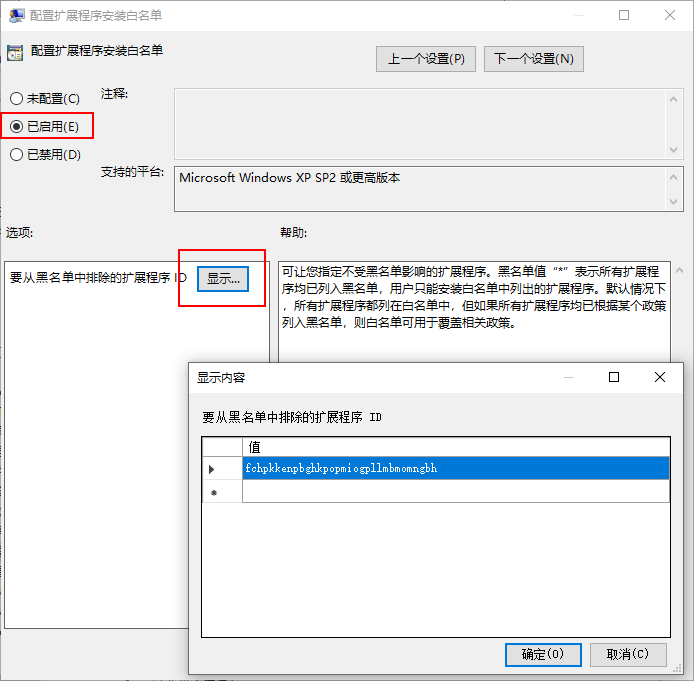 配置扩展程序安装白名单
配置扩展程序安装白名单
上一个设置(P)
下一个设置(N)
未配置(C)
注释:
已启用(E)
已禁用(D)
支持的平台:
Microsoft Windows XP SP2 或更高版本
选项:
帮助:
要从黑名单中排除的扩展程序 ID
显示...
可让您指定不受黑名单影响的扩展程序。黑名单值“*”表示所有扩展程
序均已列入黑名单，用户只能安装白名单中列出的扩展程序。默认情况下
，所有扩展程序都列在白名单中，但如果所有扩展程序均已根据某个政策
列入黑名单，则白名单可用于覆盖相关政策。
显示内容
要从黑名单中排除的扩展程序 ID
值
fchpkkenpbghkpopmiogpllmbmomngbh
确定(O)
取消(C)